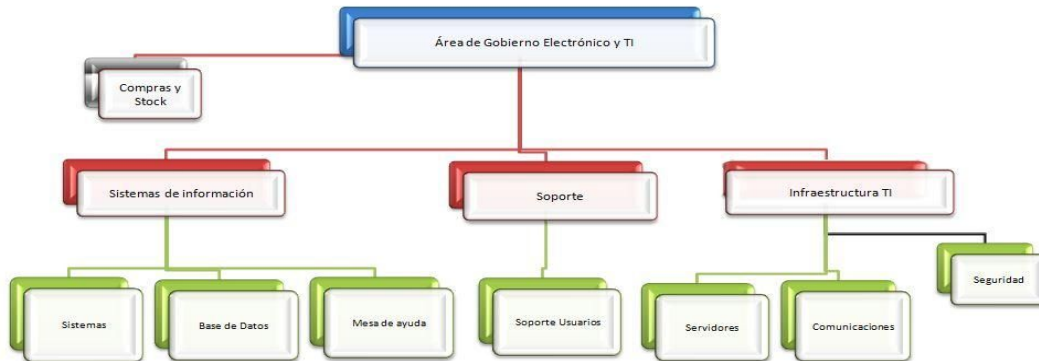 Área de Gobierno Electrónico y TI
Compras y
Stock
Sistemas de información
Soporte
Infraestructura TI
Seguridad
Sistemas
Base de Datos
Mesa de ayuda
Soporte Usuarios
Servidores
Comunicaciones